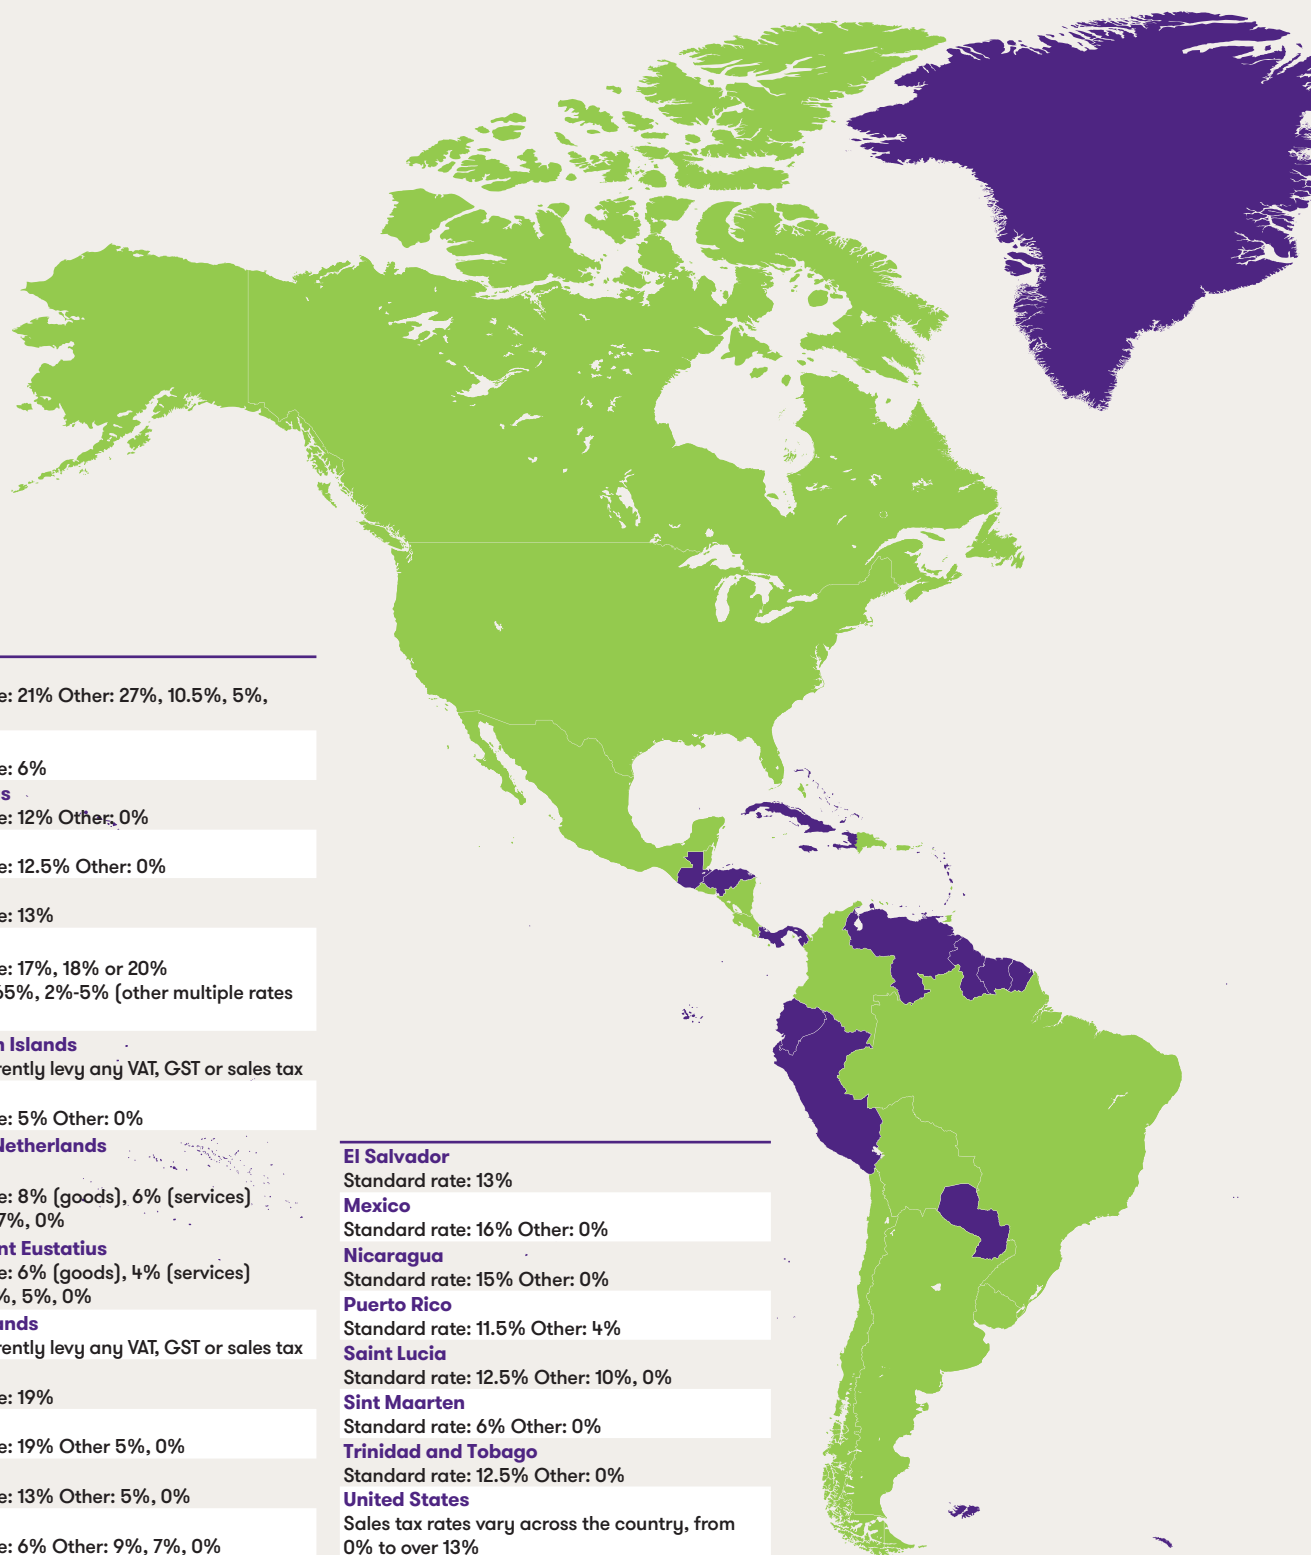 e: 21% Other: 27%, 10.5%, 5%,
e: 6%
s
e: 12% Other: 0%
e: 12.5% Other: 0%
e: 13%
e: 17%, 18% or 20%
65%, 2%-5% (other multiple rates
n Islands
rently levy any VAT, GST or sales tax
e: 5% Other: 0%
Netherlands
e: 8% (goods), 6% (services)
7%, 0%
nt Eustatius
e: 6% (goods), 4% (services)
%, 5%, 0%
ands
rently levy any VAT, GST or sales tax
e: 19%
e: 19% Other 5%, 0%
e: 13% Other: 5%, 0%
e: 6% Other: 9%, 7%, 0%
El Salvador
Standard rate: 13%
Mexico
Standard rate: 16% Other: 0%
Nicaragua
Standard rate: 15% Other: 0%
Puerto Rico
Standard rate: 11.5% Other: 4%
Saint Lucia
Standard rate: 12.5% Other: 10%, 0%
Sint Maarten
Standard rate: 6% Other: 0%
Trinidad and Tobago
Standard rate: 12.5% Other: 0%
United States
Sales tax rates vary across the country, from
0% to over 13%